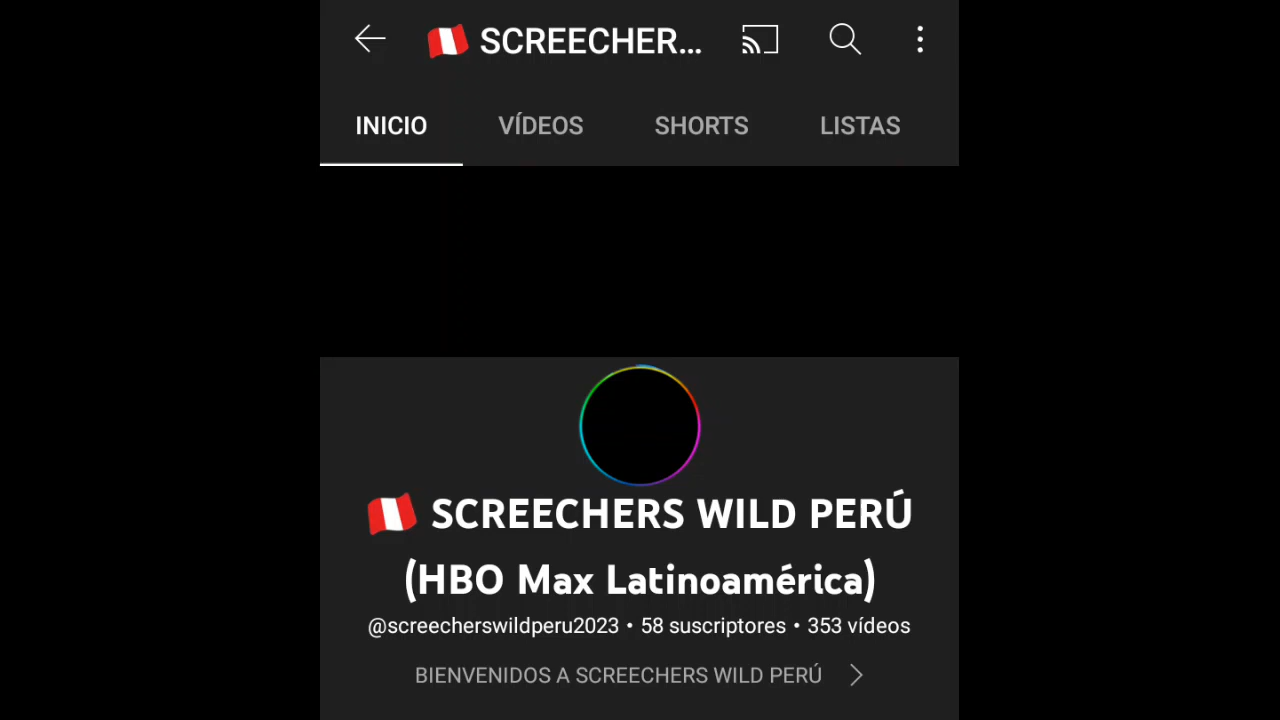 🇵🇪 SCREECHER...
INICIO VÍDEOS SHORTS LISTAS
🇵🇪 SCREECHERS WILD PERÚ
(HBO Max Latinoamérica)
@screecherswildperu2023 • 58 suscriptores • 353 vídeos
BIENVENIDOS A SCREECHERS WILD PERÚ